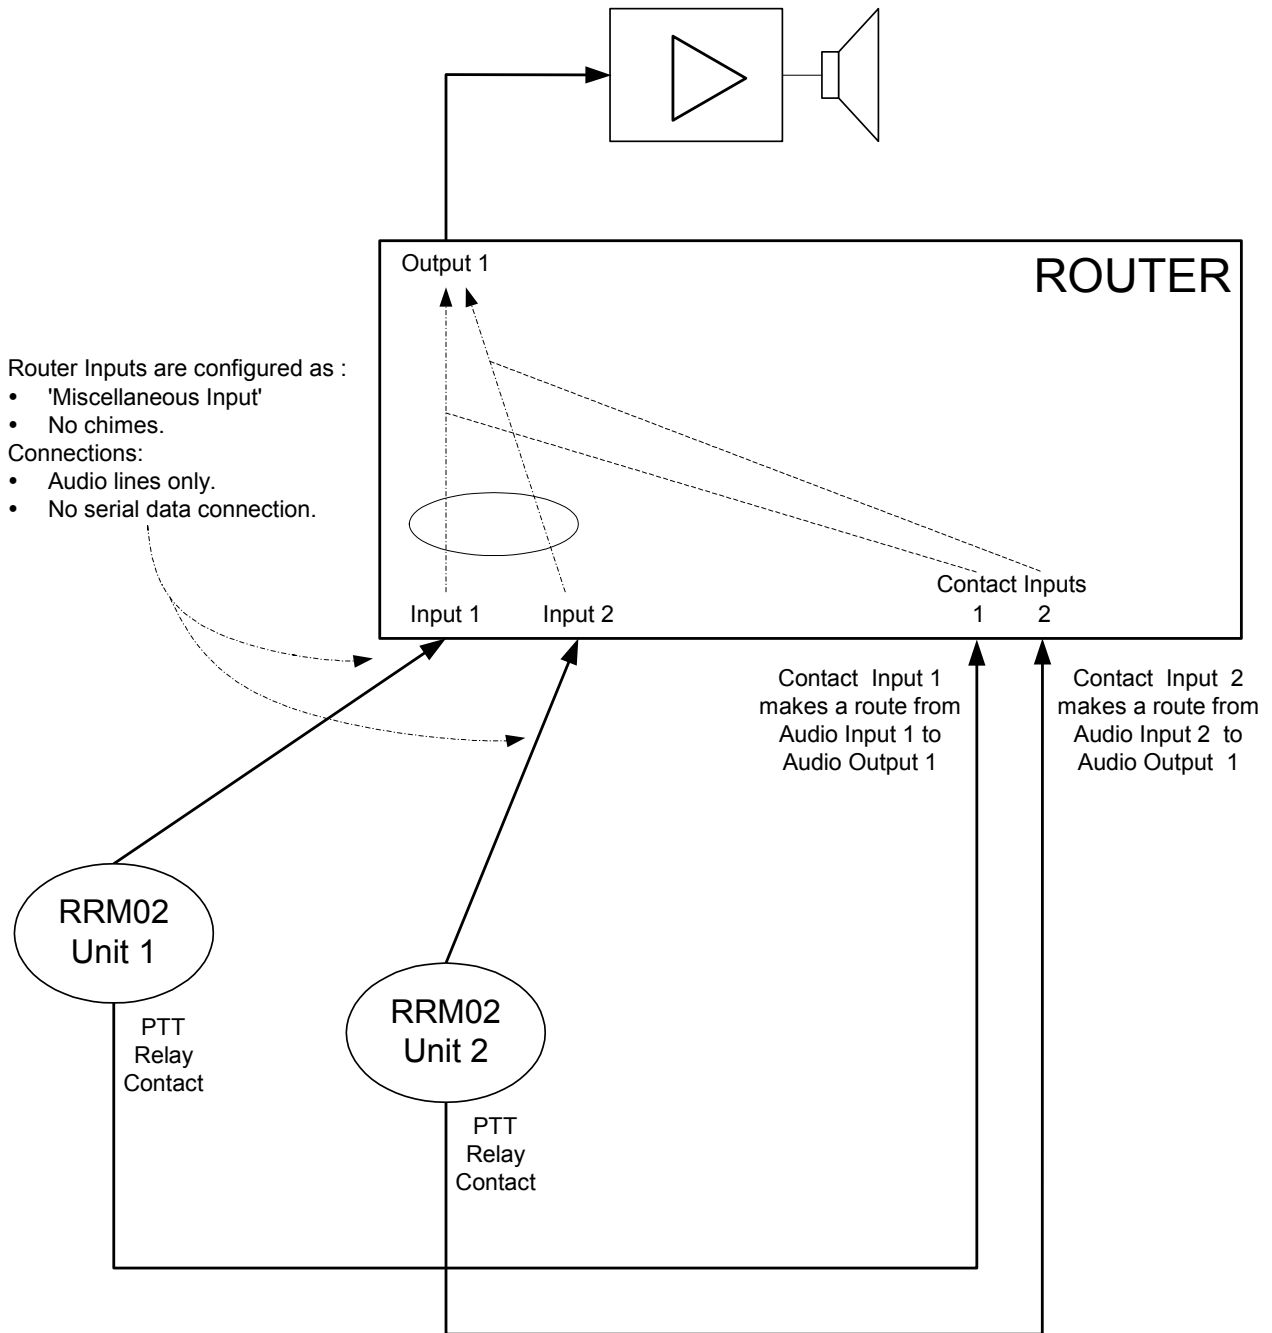 Output 1
ROUTER
Router Inputs are configured as :
• 'Miscellaneous Input'
• No chimes.
Connections:
• Audio lines only.
• No serial data connection.
Contact Inputs
Input 1
Input 2
1
2
Contact Input 1
makes a route from
Audio Input 1 to
Audio Output 1
Contact Input 2
makes a route from
Audio Input 2 to
Audio Output 1
RRM02
Unit 1
PTT
Relay
Contact
RRM02
Unit 2
PTT
Relay
Contact